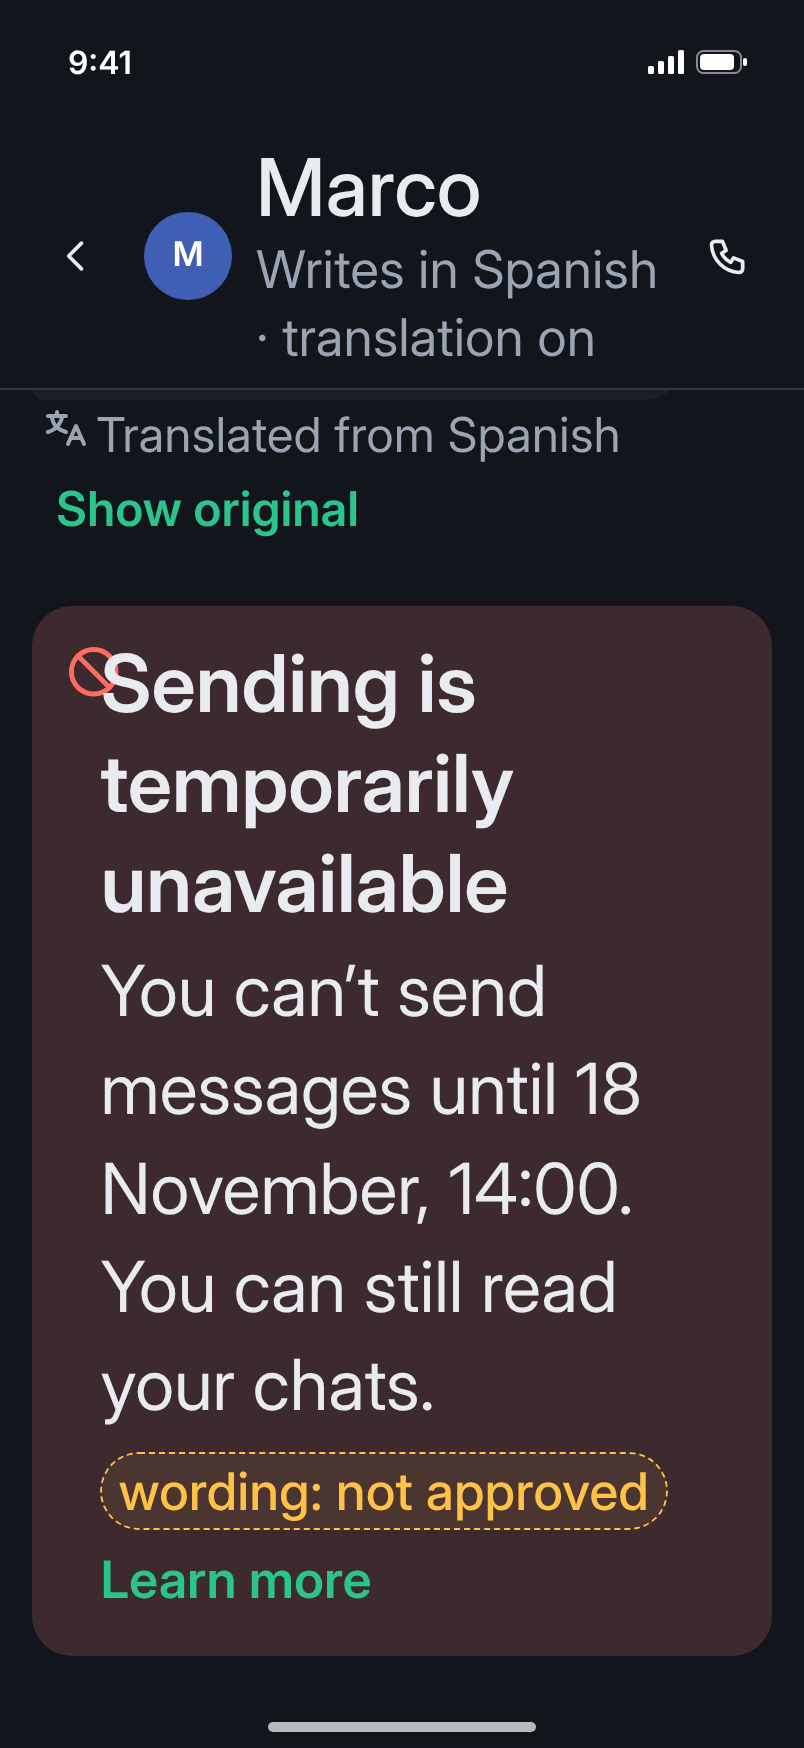 9:41
Marco
M
Writes in Spanish
· translation on
Translated from Spanish
Show original
Sending is
temporarily
unavailable
You can’t send
messages until 18
November, 14:00.
You can still read
your chats.
wording: not approved
Learn more